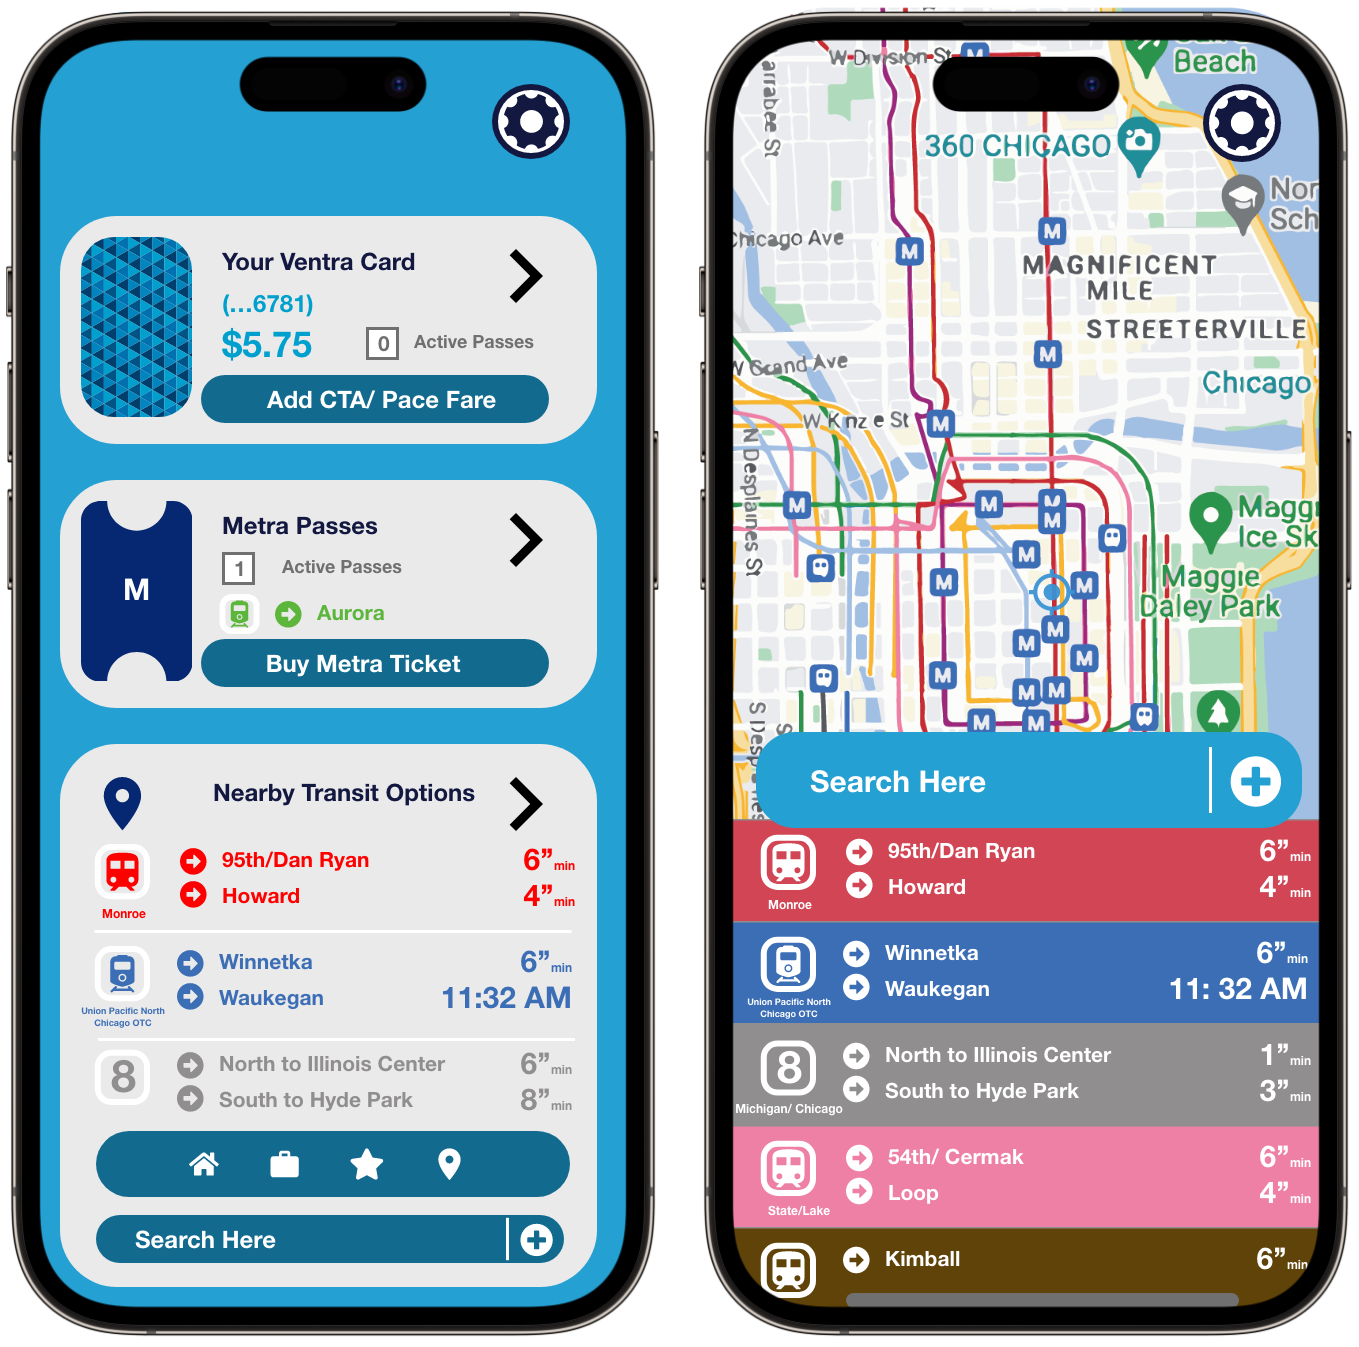 Your Ventra Card
(...6781)
$5.75
0 Active Passes
Add CTA/ Pace Fare
M
Metra Passes
1 Active Passes
Aurora
Buy Metra Ticket
Nearby Transit Options
95th/Dan Ryan 6”min
Howard 4”min
Monroe
Winnetka 6”min
Waukegan 11:32 AM
Union Pacific North
Chicago OTC
8
North to Illinois Center 6”min
South to Hyde Park 8”min
Search Here
W Division St
M
Beach
arrabee St
360 CHICAGO
Nor
Sch
Chicago Ave
M
M
MAGNIFICENT
MILE
STREETERVILLE
M
W Grand Ave
Chicago
W Kinz e St
M
N Desplaines St
M
M
M
M
Magg
Ice Sk
M
M
M
Maggie
Daley Park
M
M
M
M
M
M
M
M
S Desp
nes
S
Search Here
95th/Dan Ryan 6”min
Howard 4”min
Monroe
Winnetka 6”min
Waukegan 11: 32 AM
Union Pacific North
Chicago OTC
8
North to Illinois Center 1”min
South to Hyde Park 3”min
Michigan/ Chicago
54th/ Cermak 6”min
Loop 4”min
State/Lake
Kimball 6”min